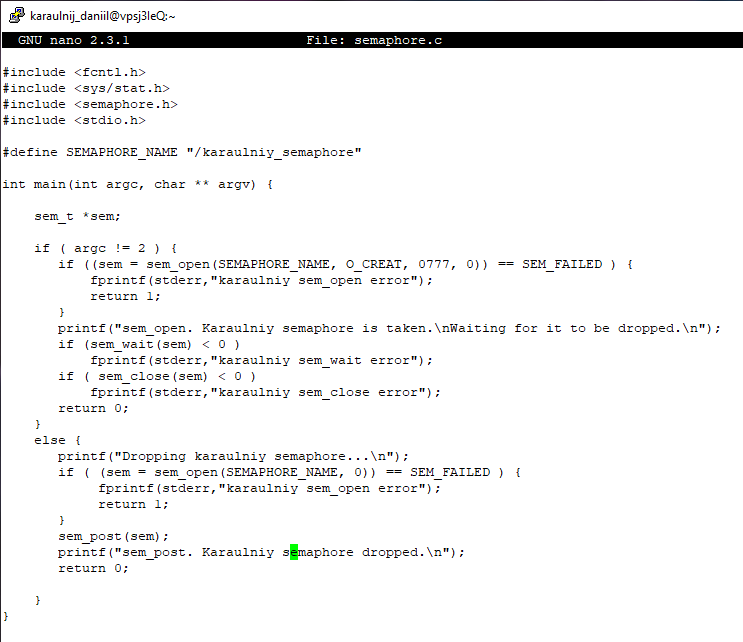 karaulnij_daniil@vpsj3leQ:~
GNU nano 2.3.1 File: semaphore.c
#include <fcntl.h>
#include <sys/stat.h>
#include <semaphore.h>
#include <stdio.h>
#define SEMAPHORE_NAME "/karaulniy_semaphore"
int main(int argc, char ** argv) {
sem_t *sem;
if ( argc != 2 ) {
if ((sem = sem_open(SEMAPHORE_NAME, O_CREAT, 0777, 0)) == SEM_FAILED ) {
fprintf(stderr,"karaulniy sem_open error");
return 1;
}
printf("sem_open. Karaulniy semaphore is taken.\nWaiting for it to be dropped.\n");
if (sem_wait(sem) < 0 )
fprintf(stderr,"karaulniy sem_wait error");
if ( sem_close(sem) < 0 )
fprintf(stderr,"karaulniy sem_close error");
return 0;
}
else {
printf("Dropping karaulniy semaphore...\n");
if ( (sem = sem_open(SEMAPHORE_NAME, 0)) == SEM_FAILED ) {
fprintf(stderr,"karaulniy sem_open error");
return 1;
}
sem_post(sem);
printf("sem_post. Karaulniy semaphore dropped.\n");
return 0;
}
}